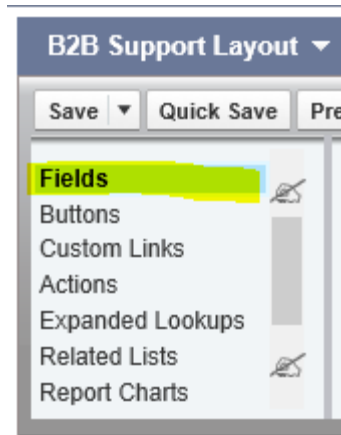 B2B Support Layout
Save Quick Save Pre
Fields
Buttons
Custom Links
Actions
Expanded Lookups
Related Lists
Report Charts